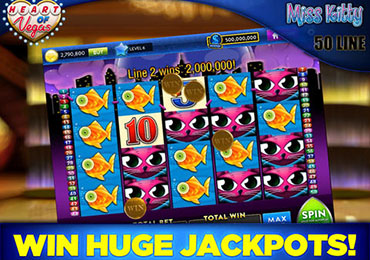 HEART OF
Vegas
Miss Kitty
50 LINE
2,790,800
BUY
LEVEL 6
500,000,000
Line 2 wins: 2,000,000!
10
WIN
TOTAL BET
TOTAL WIN
MAX
SPIN
WIN HUGE JACKPOTS!